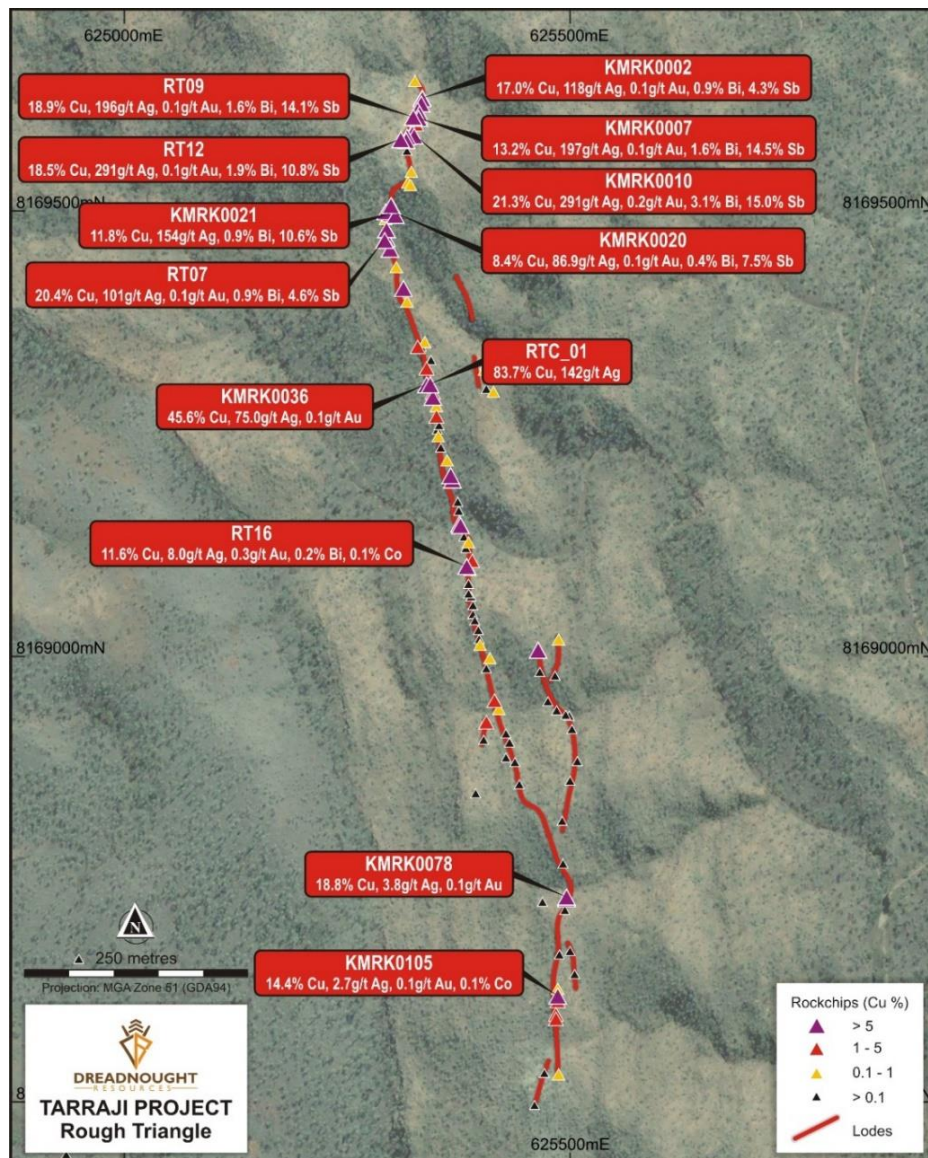 625000mE
625500mE
RT09
18.9% Cu, 196g/t Ag, 0.1g/t Au, 1.6% Bi, 14.1% Sb
KMRK0002
17.0% Cu, 118g/t Ag, 0.1g/t Au, 0.9% Bi, 4.3% Sb
RT12
18.5% Cu, 291g/t Ag, 0.1g/t Au, 1.9% Bi, 10.8% Sb
KMRK0007
13.2% Cu, 197g/t Ag, 0.1g/t Au, 1.6% Bi, 14.5% Sb
KMRK0010
21.3% Cu, 291g/t Ag, 0.2g/t Au, 3.1% Bi, 15.0% Sb
8169500mN
8169500mN
KMRK0021
11.8% Cu, 154g/t Ag, 0.9% Bi, 10.6% Sb
KMRK0020
8.4% Cu, 86.9g/t Ag, 0.1g/t Au, 0.4% Bi, 7.5% Sb
RT07
20.4% Cu, 101g/t Ag, 0.1g/t Au, 0.9% Bi, 4.6% Sb
RTC_01
83.7% Cu, 142g/t Ag
KMRK0036
45.6% Cu, 75.0g/t Ag, 0.1g/t Au
RT16
11.6% Cu, 8.0g/t Ag, 0.3g/t Au, 0.2% Bi, 0.1% Co
8169000mN
8169000mN
KMRK0078
18.8% Cu, 3.8g/t Ag, 0.1g/t Au
KMRK0105
14.4% Cu, 2.7g/t Ag, 0.1g/t Au, 0.1% Co
N
250 metres
Projection: MGA Zone 51 (GDA94)
DREADNOUGHT
RESOURCES
TARRAJI PROJECT
Rough Triangle
625500mE
Rockchips (Cu %)
> 5
1 - 5
0.1 - 1
> 0.1
Lodes